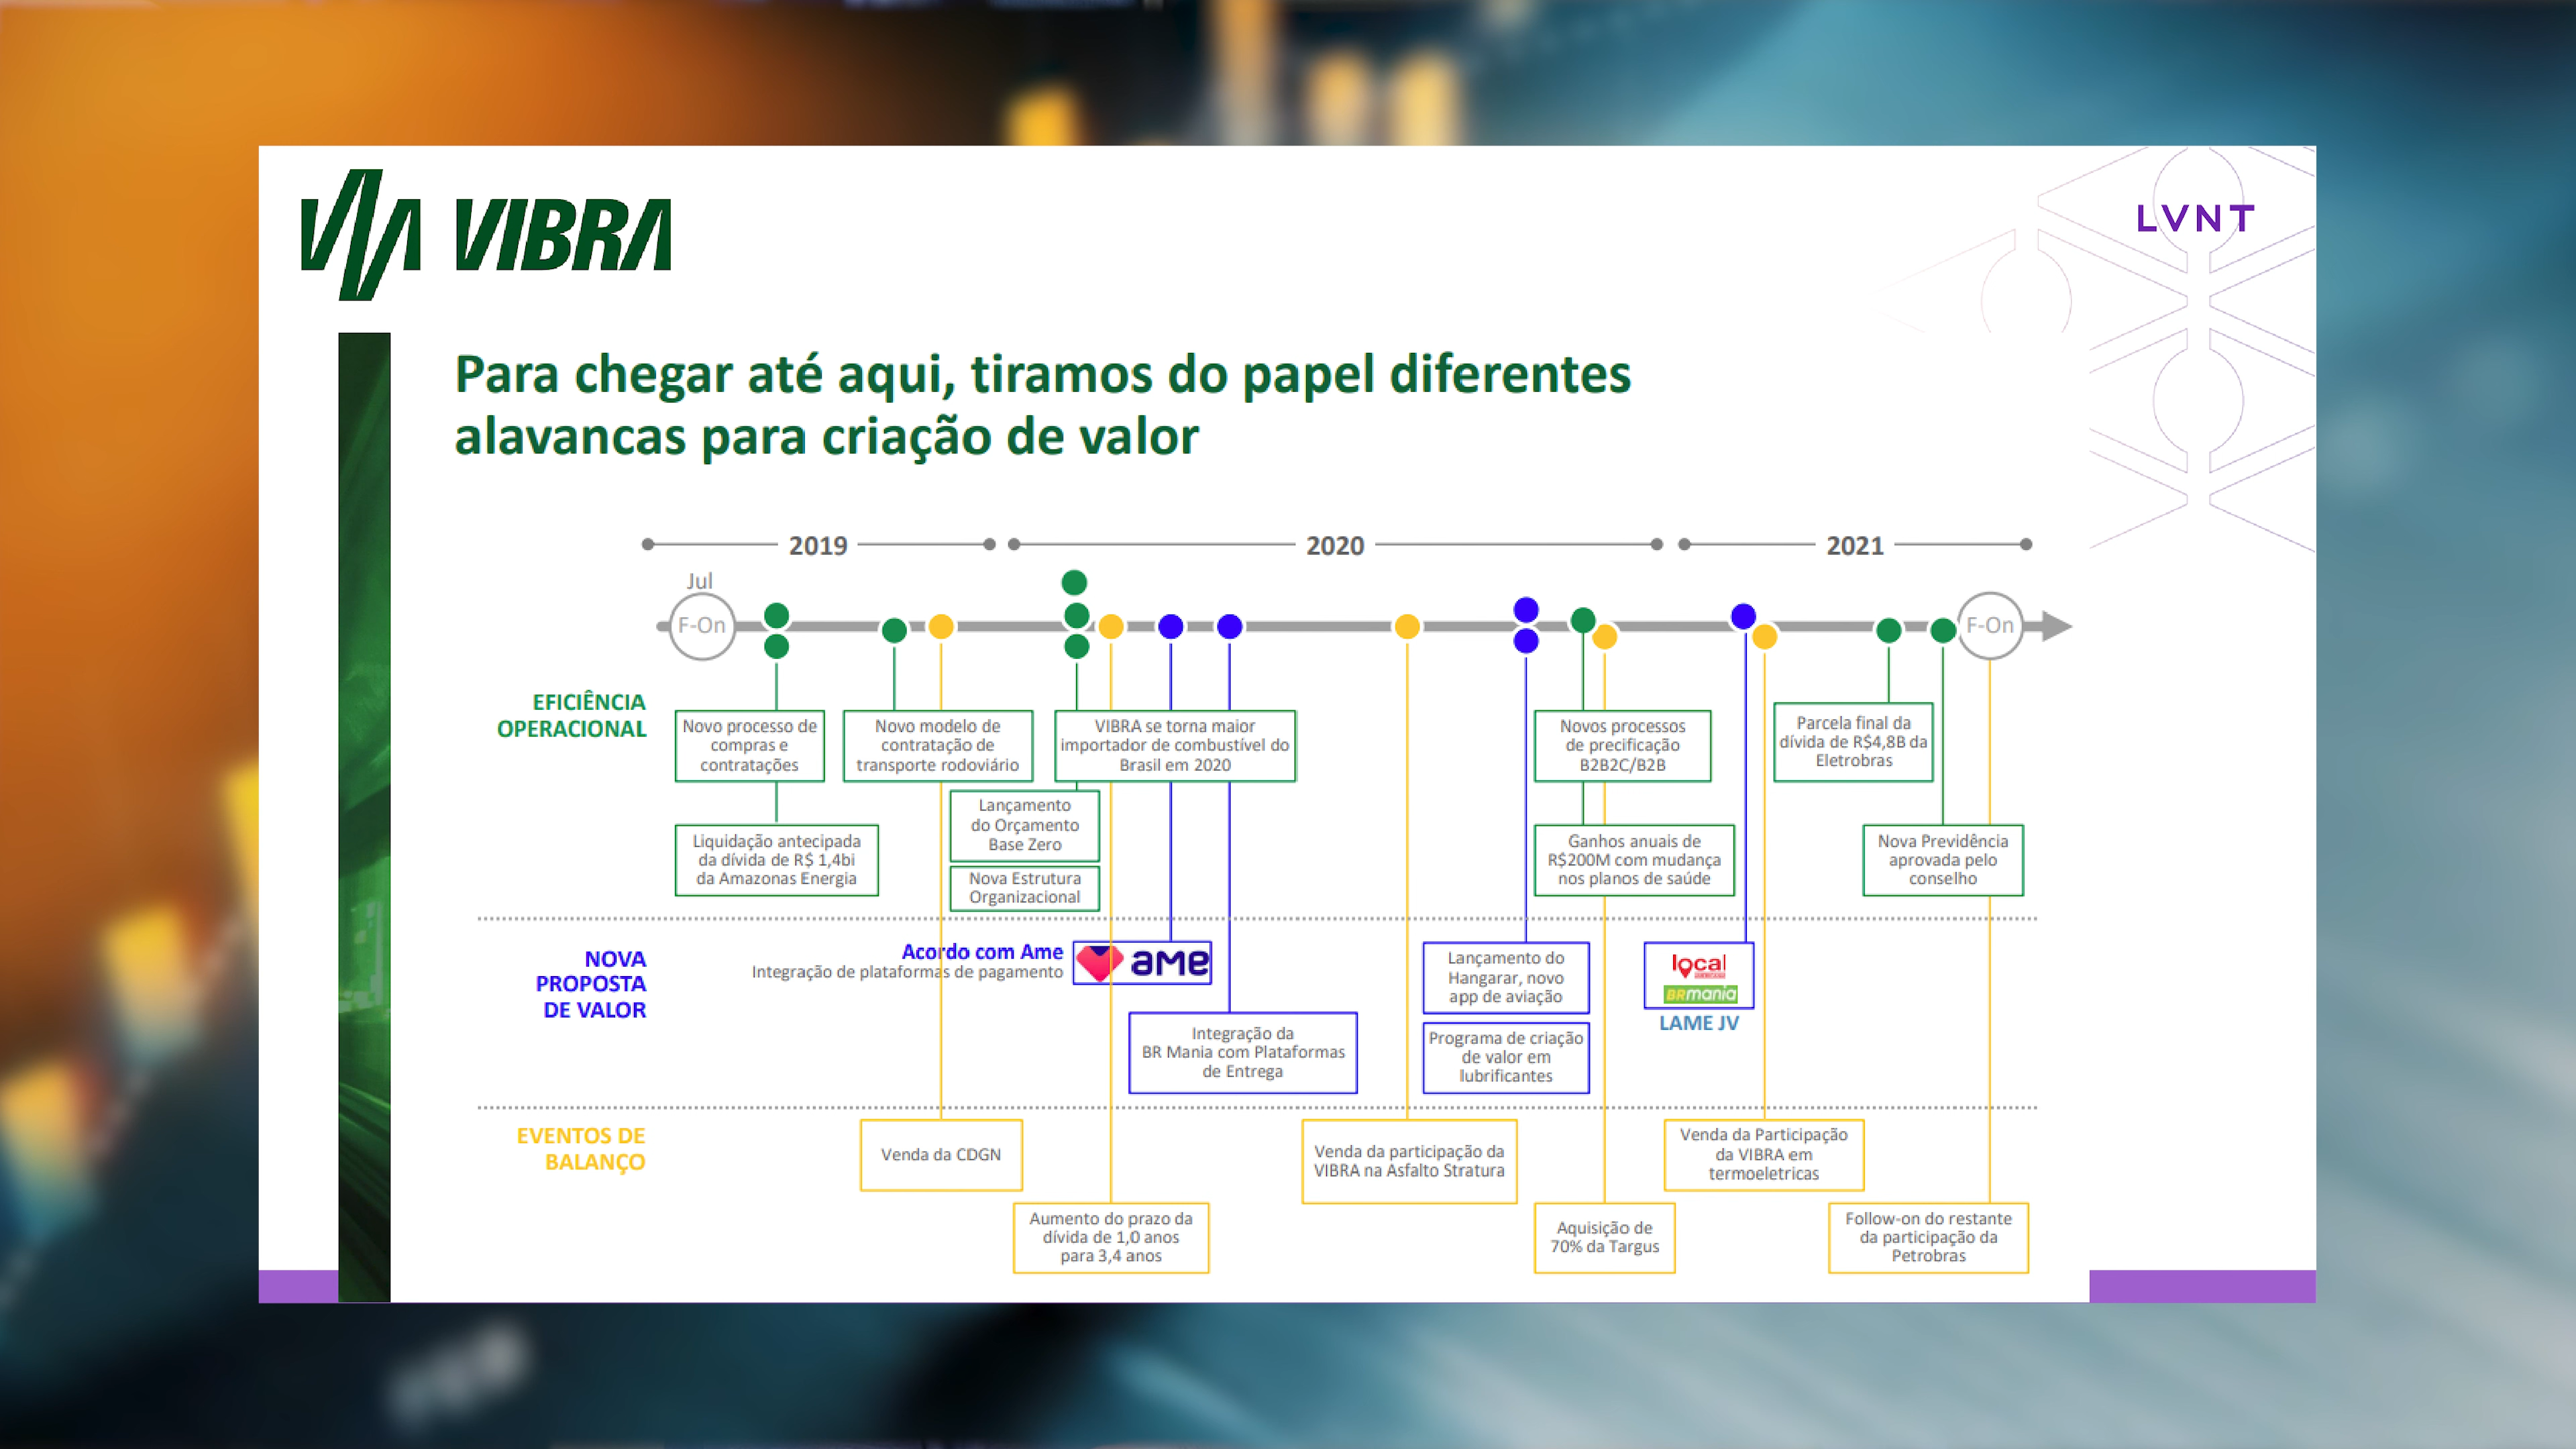 VIBRA
LVNT
Para chegar até aqui, tiramos do papel diferentes
alavancas para criação de valor
2019
2020
2021
Jul
F-On
F-On
EFICIÊNCIA
OPERACIONAL
Novo processo de
compras e
contratações
Novo modelo de
contratação de
transporte rodoviário
VIBRA se torna maior
importador de combustível do
Brasil em 2020
Novos processos
de precificação
B2B2C/B2B
Parcela final da
dívida de R$4,8B da
Eletrobras
Liquidação antecipada
da dívida de R$ 1,4bi
da Amazonas Energia
Lançamento
do Orçamento
Base Zero
Nova Estrutura
Organizacional
Ganhos anuais de
R$200M com mudança
nos planos de saúde
Nova Previdência
aprovada pelo
conselho
NOVA
PROPOSTA
DE VALOR
Acordo com Ame
Integração de plataformas de pagamento
ame
Integração da
BR Mania com Plataformas
de Entrega
Lançamento do
Hangarar, novo
app de aviação
Programa de criação
de valor em
lubrificantes
local
BRmania
LAME JV
EVENTOS DE
BALANÇO
Venda da CDGN
Aumento do prazo da
dívida de 1,0 anos
para 3,4 anos
Venda da participação da
VIBRA na Asfalto Stratura
Aquisição de
70% da Targus
Venda da Participação
da VIBRA em
termoeletricas
Follow-on do restante
da participação da
Petrobras